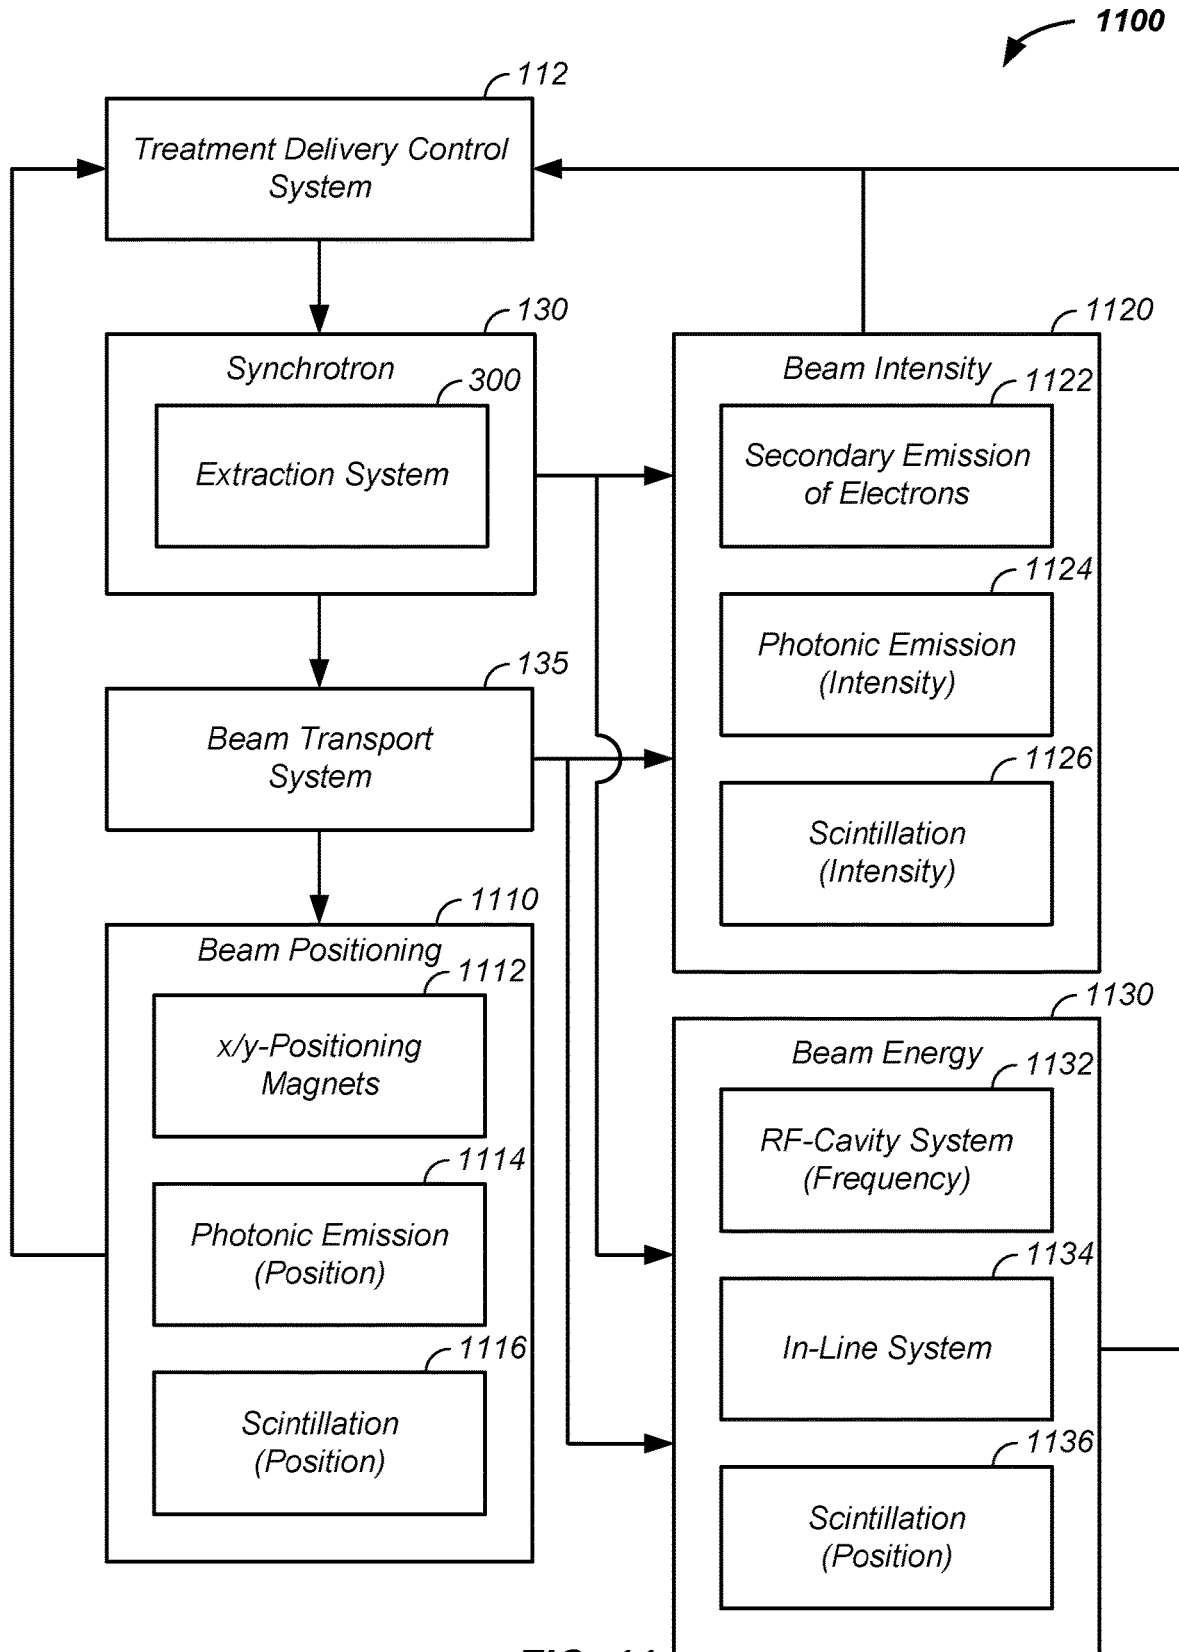 1100
112
Treatment Delivery Control
System
130
Synchrotron
300
Extraction System
135
Beam Transport
System
1110
Beam Positioning
1112
x/y-Positioning
Magnets
1114
Photonic Emission
(Position)
1116
Scintillation
(Position)
1120
Beam Intensity
1122
Secondary Emission
of Electrons
1124
Photonic Emission
(Intensity)
1126
Scintillation
(Intensity)
1130
Beam Energy
1132
RF-Cavity System
(Frequency)
1134
In-Line System
1136
Scintillation
(Position)